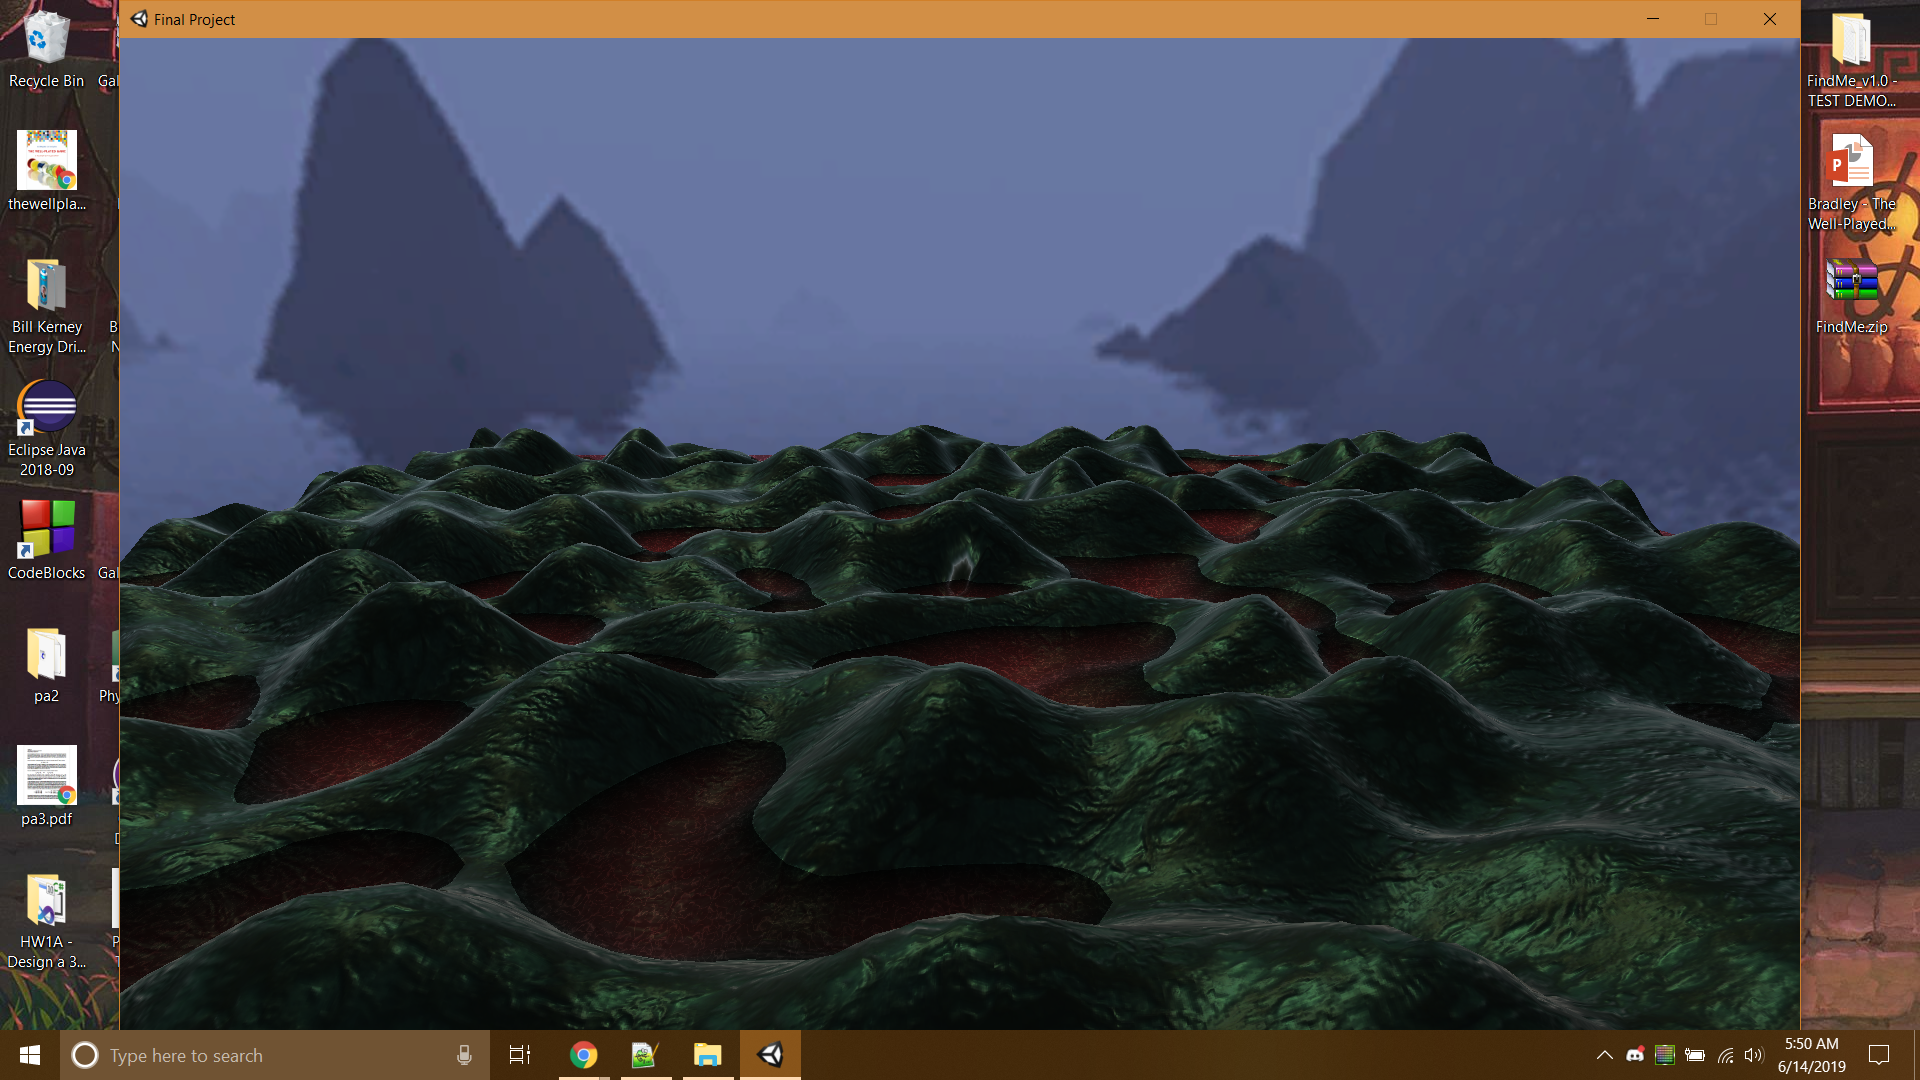 Final Project
Recycle Bin
Gal
thewellpla...
Bill Kerney
Energy Dri...
B
N
Eclipse Java
2018-09
CodeBlocks
Gal
pa2
Phy
pa3.pdf
D
HW1A -
Design a 3...
P
T
FindMe_v1.0 -
TEST DEMO...
Bradley - The
Well-Played...
FindMe.zip
Type here to search
5:50 AM
6/14/2019